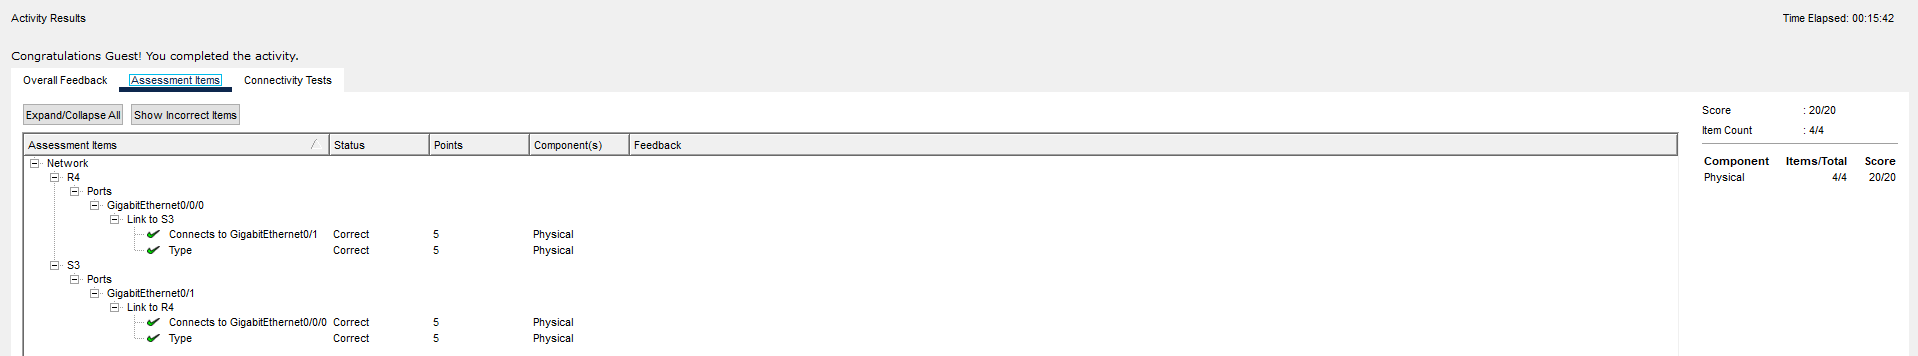 Activity Results
Time Elapsed: 00:15:42
Congratulations Guest! You completed the activity.
Overall Feedback Assessment Items Connectivity Tests
Expand/Collapse All Show Incorrect Items
Assessment Items Status Points Component(s) Feedback
Network
R4
Ports
GigabitEthernet0/0/0
Link to S3
Connects to GigabitEthernet0/1 Correct 5 Physical
Type Correct 5 Physical
S3
Ports
GigabitEthernet0/1
Link to R4
Connects to GigabitEthernet0/0/0 Correct 5 Physical
Type Correct 5 Physical
Score : 20/20
Item Count : 4/4
Component Items/Total Score
Physical 4/4 20/20